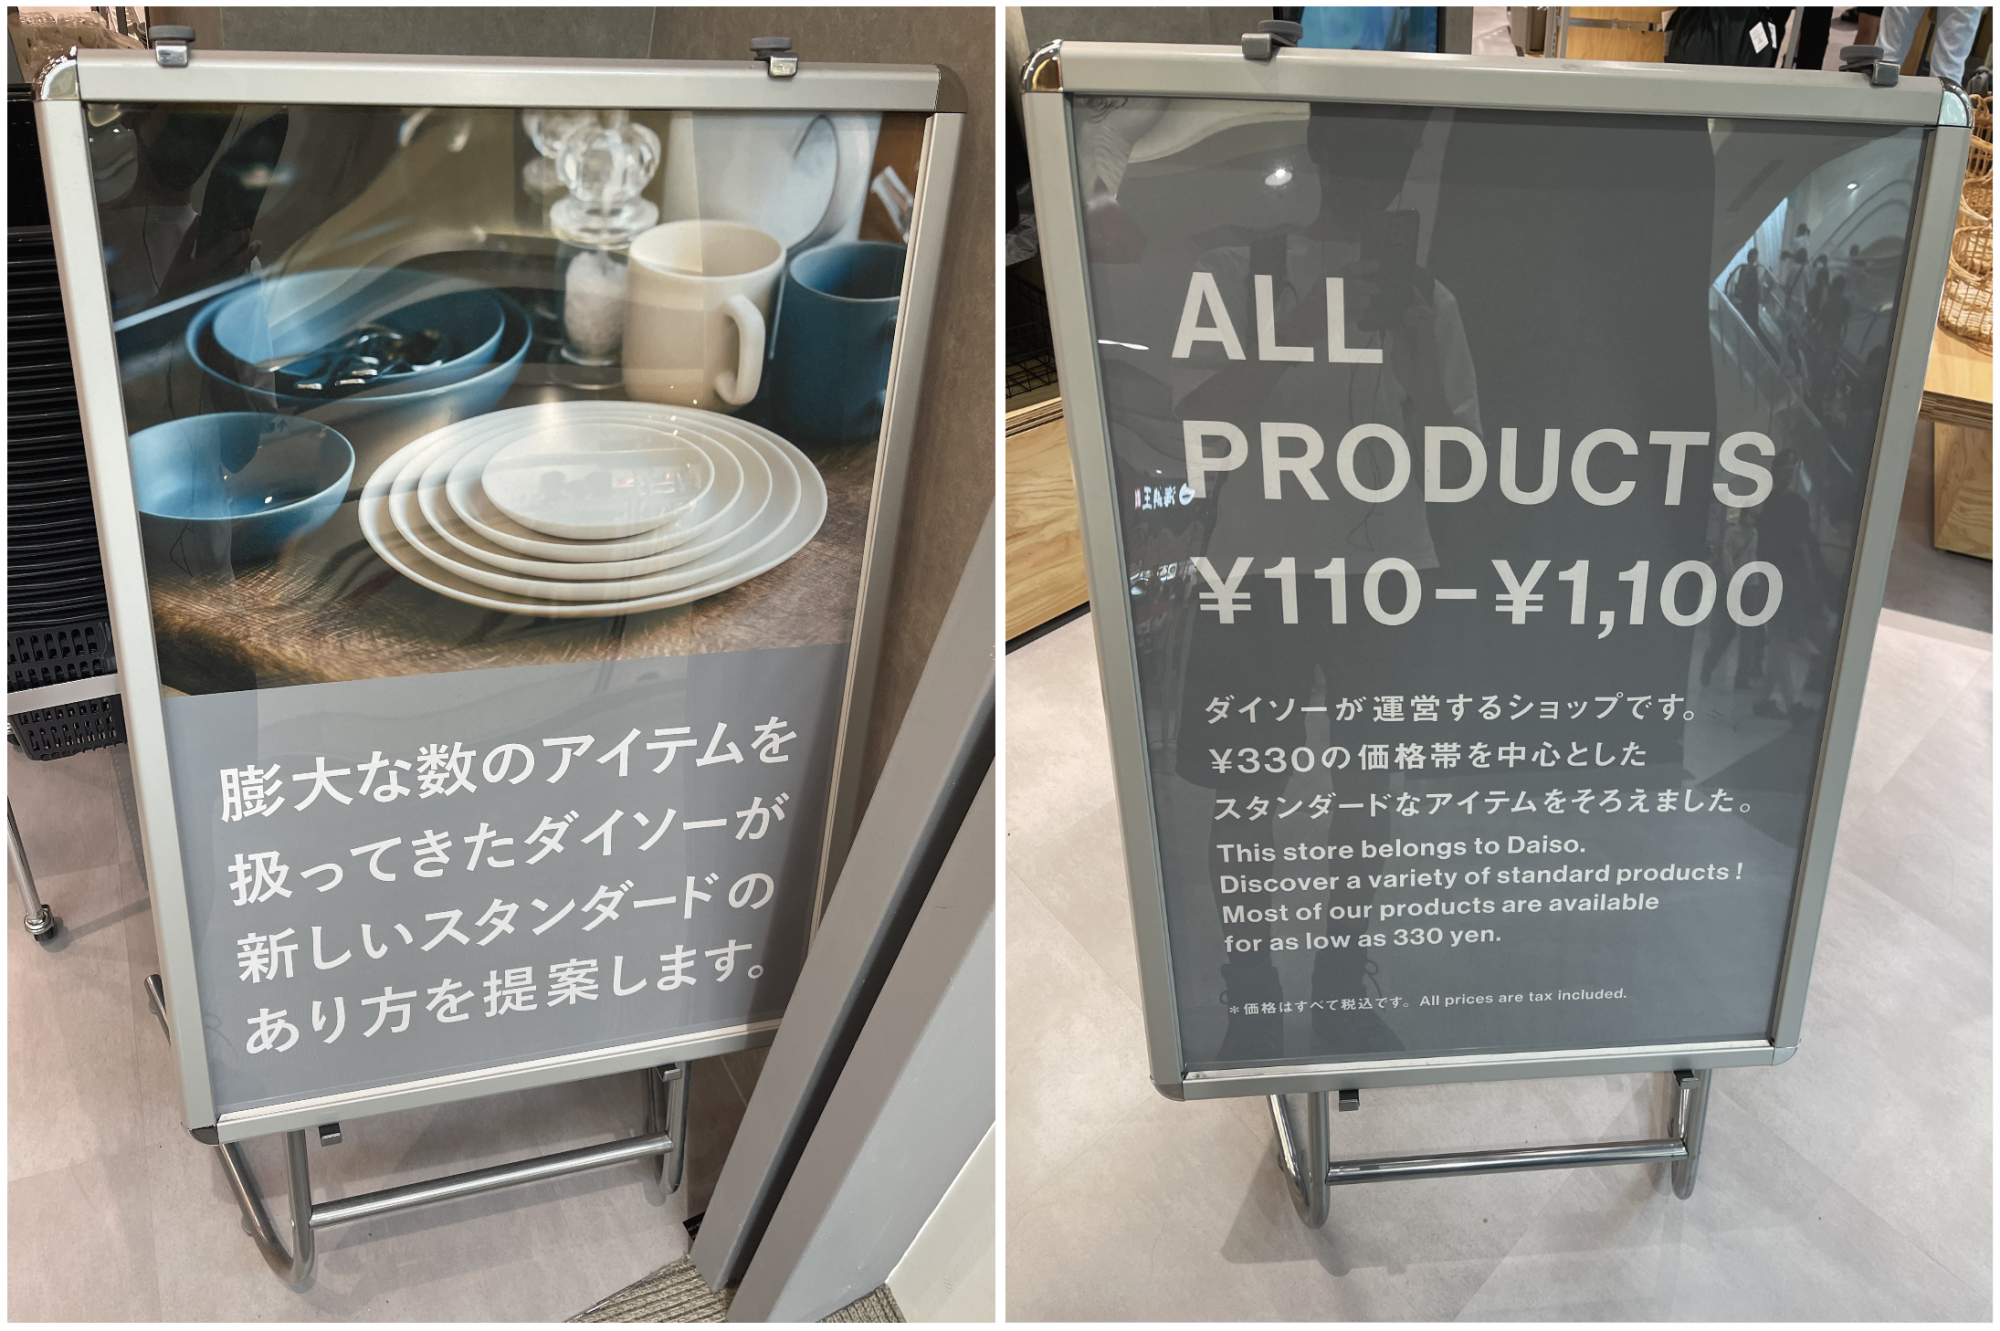 膨大な数のアイテムを
扱ってきたダイソーが
新しいスタンダードの
あり方を提案します。
ALL
PRODUCTS
¥110-¥1,100
ダイソーが運営するショップです。
¥330の価格帯を中心とした
スタンダードなアイテムをそろえました。
This store belongs to Daiso.
Discover a variety of standard products !
Most of our products are available
for as low as 330 yen.
*価格はすべて税込です。 All prices are tax included.